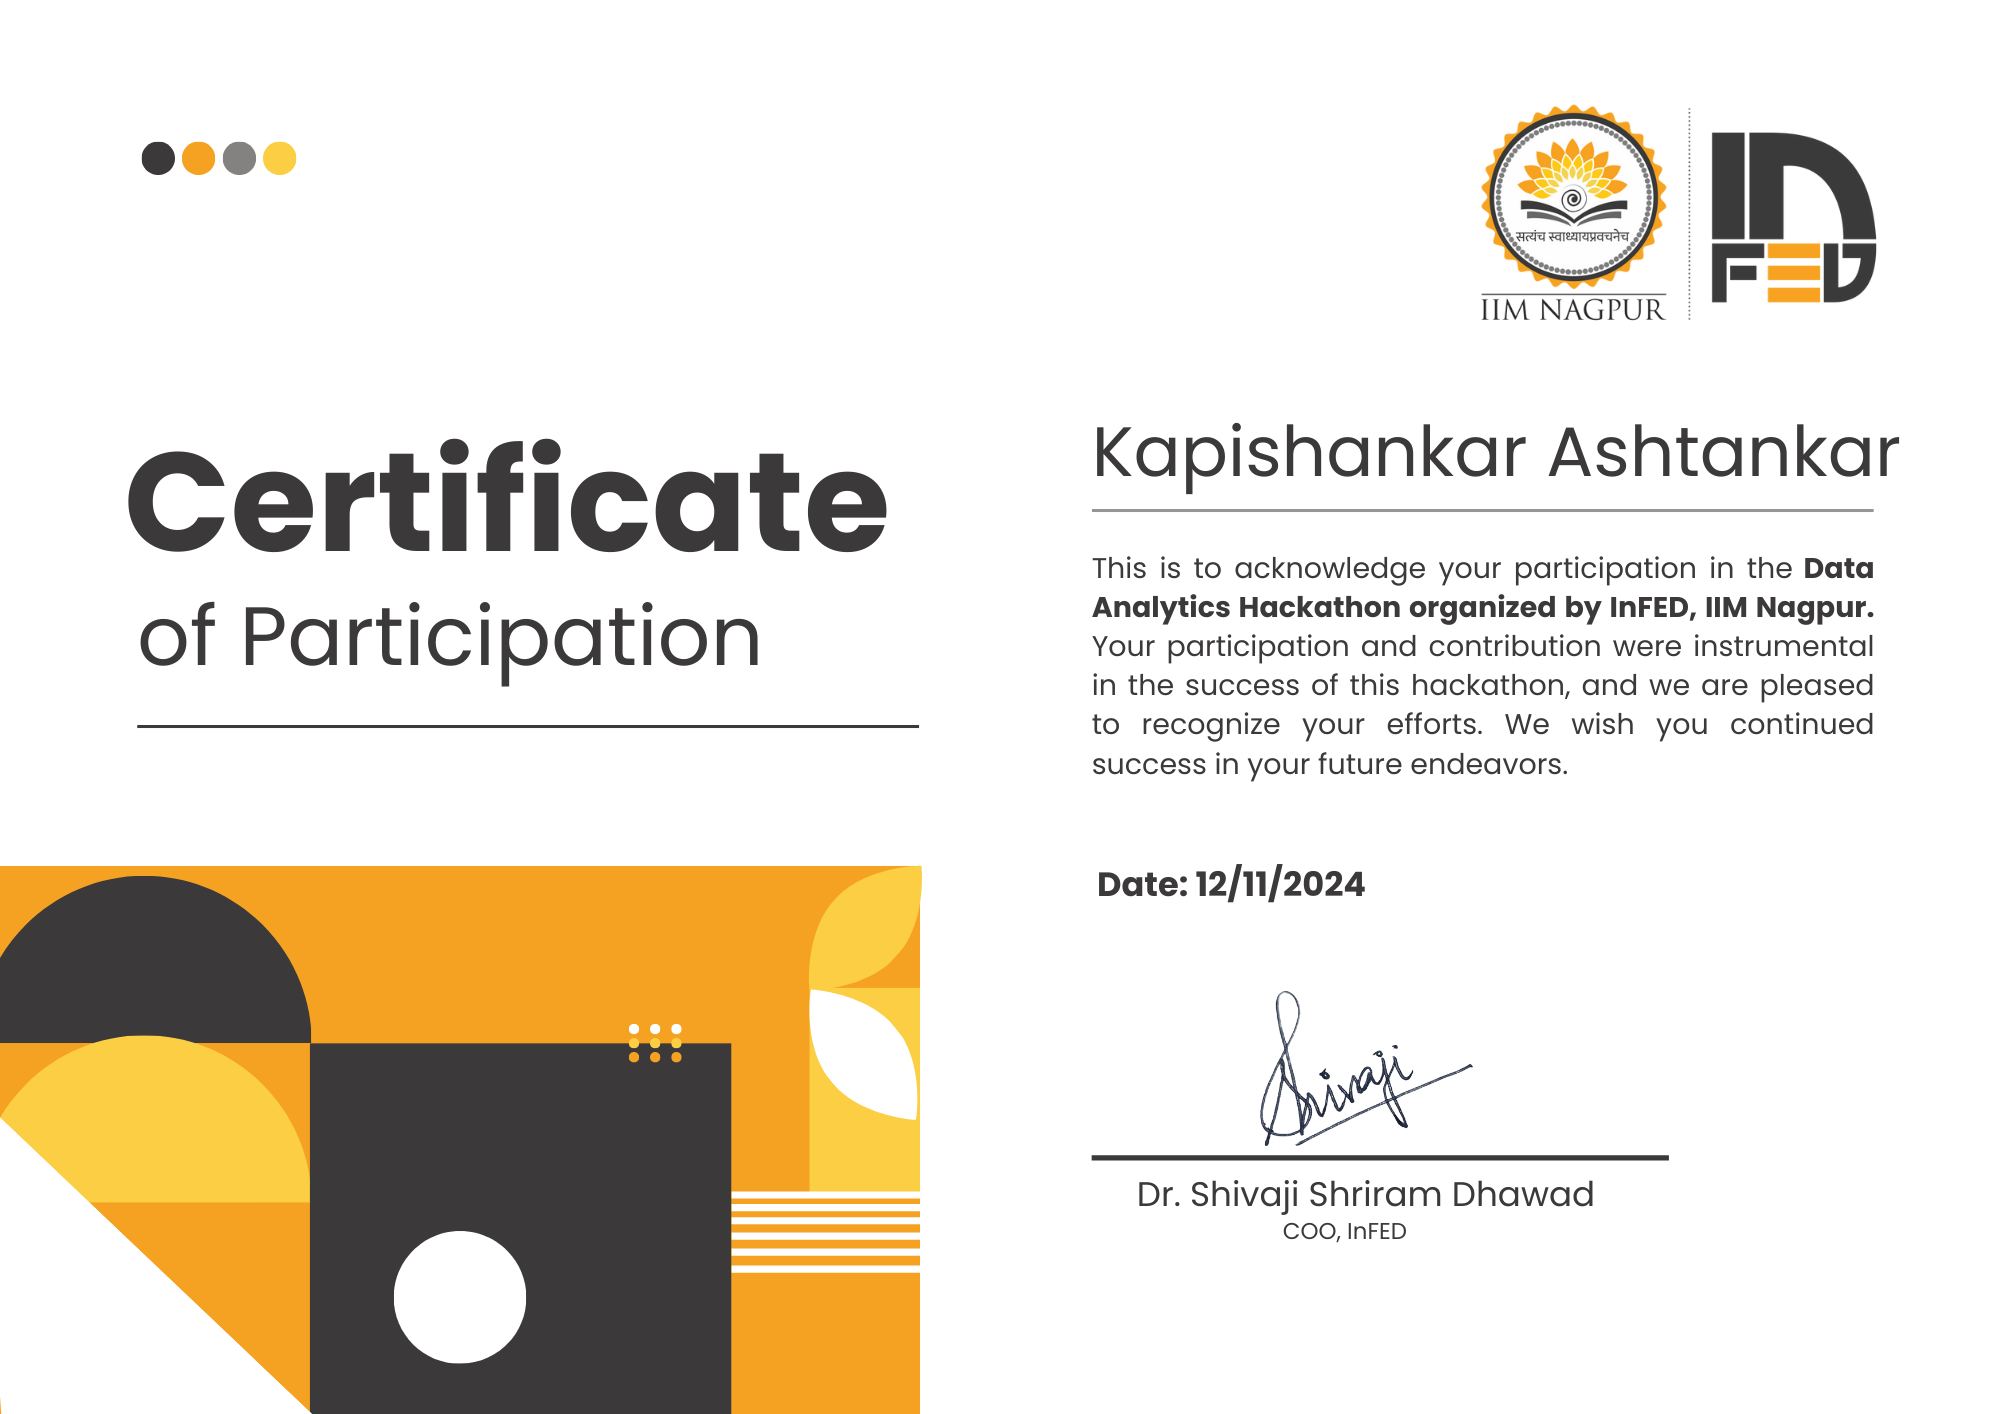 सत्यंच स्वाध्यायप्रवचनेच
IIM NAGPUR
IN
FED
Certificate
of Participation
Kapishankar Ashtankar
This is to acknowledge your participation in the Data
Analytics Hackathon organized by InFED, IIM Nagpur.
Your participation and contribution were instrumental
in the success of this hackathon, and we are pleased
to recognize your efforts. We wish you continued
success in your future endeavors.
Date: 12/11/2024
Shivaji
Dr. Shivaji Shriram Dhawad
COO, InFED